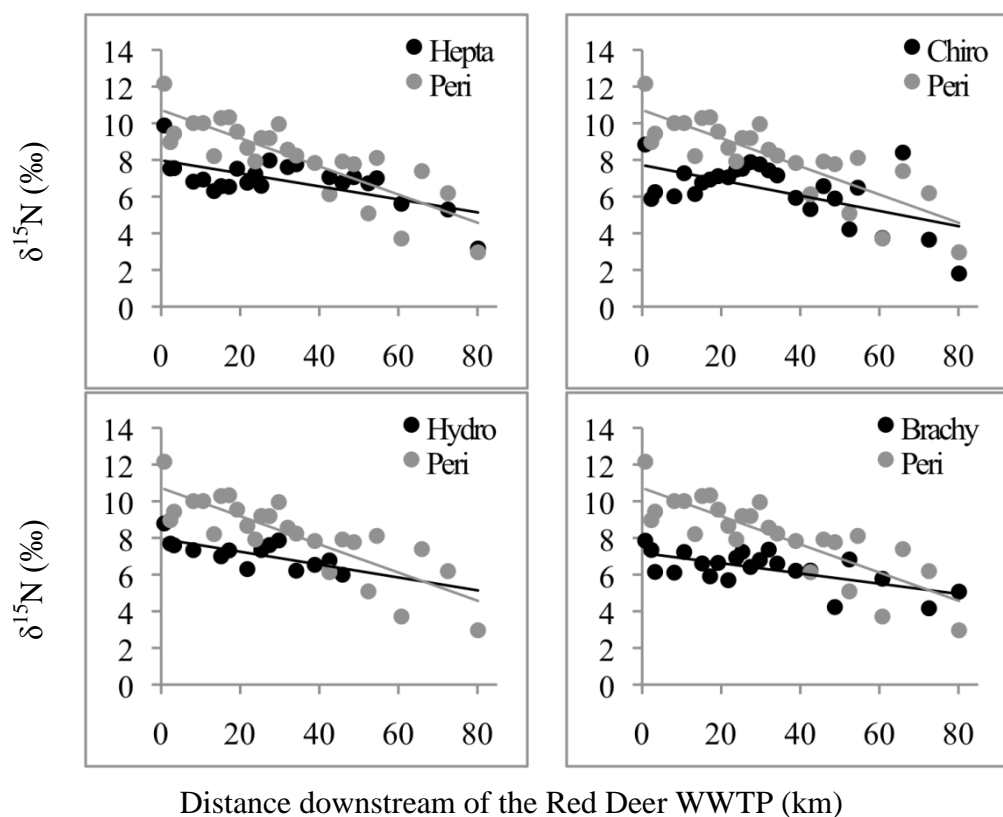 14 Hepta
12 Peri
10
8
6
4
2
0
0 20 40 60 80
14 Chiro
12 Peri
10
8
6
4
2
0
0 20 40 60 80
δ¹⁵N (‰)
14 Hydro
12 Peri
10
8
6
4
2
0
0 20 40 60 80
14 Brachy
12 Peri
10
8
6
4
2
0
0 20 40 60 80
δ¹⁵N (‰)
Distance downstream of the Red Deer WWTP (km)